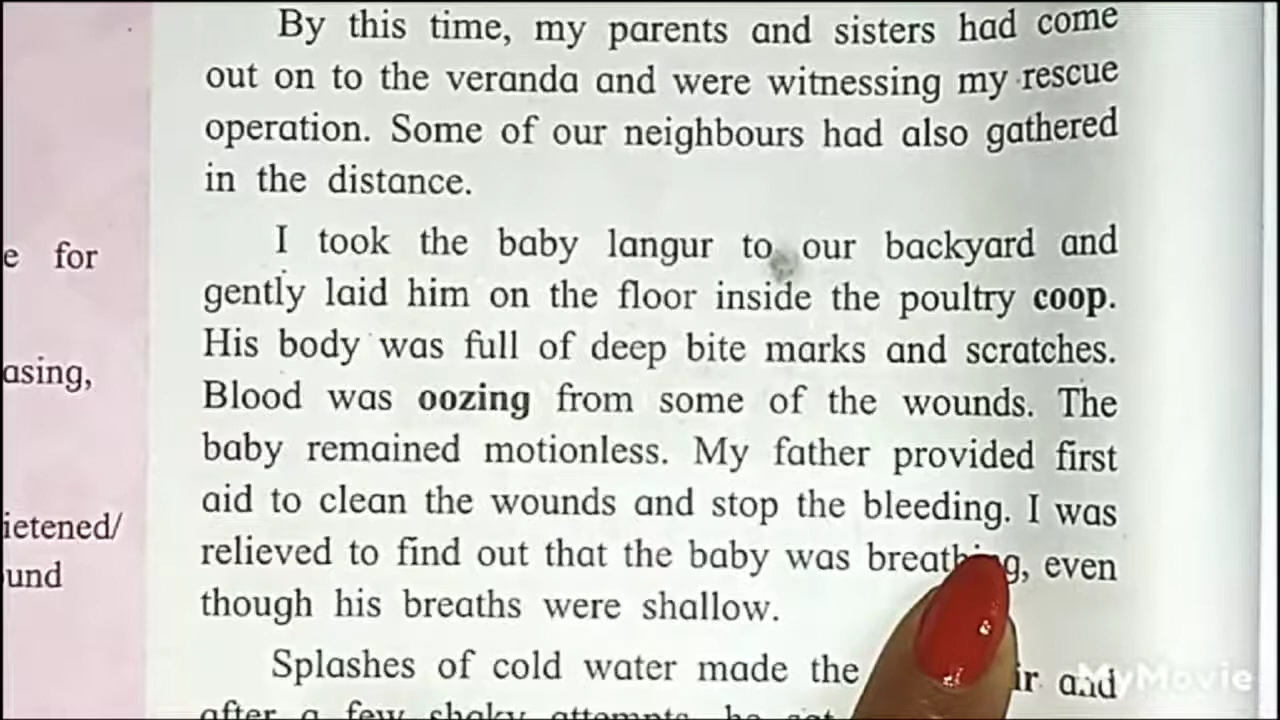 By this time, my parents and sisters had come
out on to the veranda and were witnessing my rescue
operation. Some of our neighbours had also gathered
in the distance.
I took the baby langur to our backyard and
gently laid him on the floor inside the poultry coop.
His body was full of deep bite marks and scratches.
Blood was oozing from some of the wounds. The
baby remained motionless. My father provided first
aid to clean the wounds and stop the bleeding. I was
relieved to find out that the baby was breathing, even
though his breaths were shallow.
Splashes of cold water made the ir and
after a few shaky attempts, he got
e for
asing,
ietened/
und
MyMovie